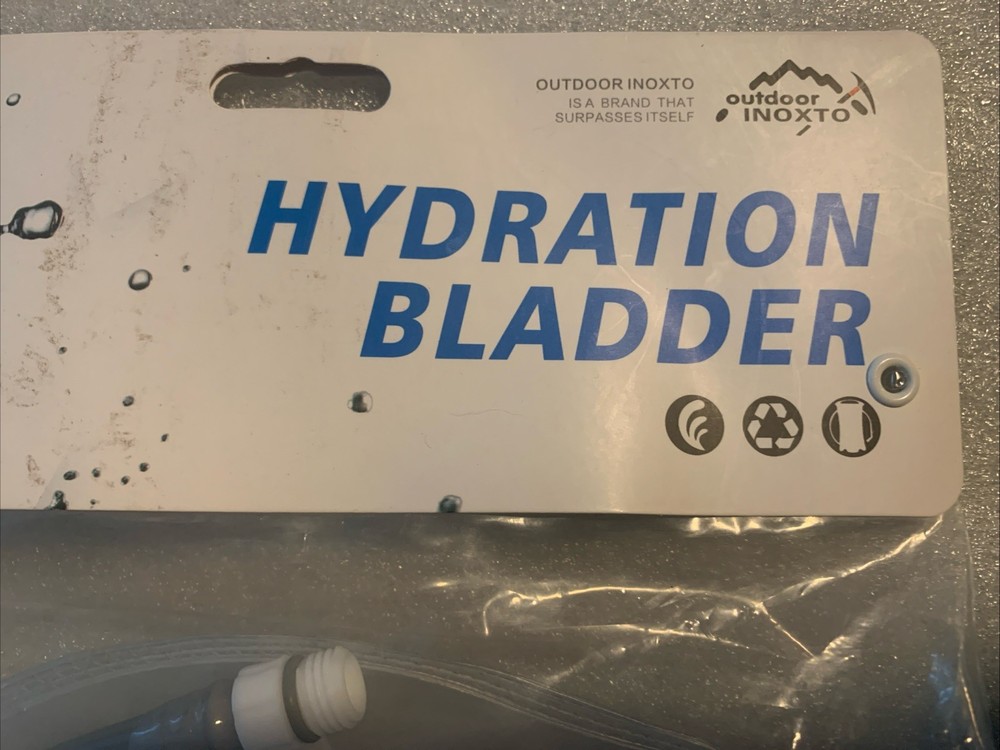 OUTDOOR INOXTO
IS A BRAND THAT
SURPASSES ITSELF
outdoor
INOXTO
HYDRATION
BLADDER